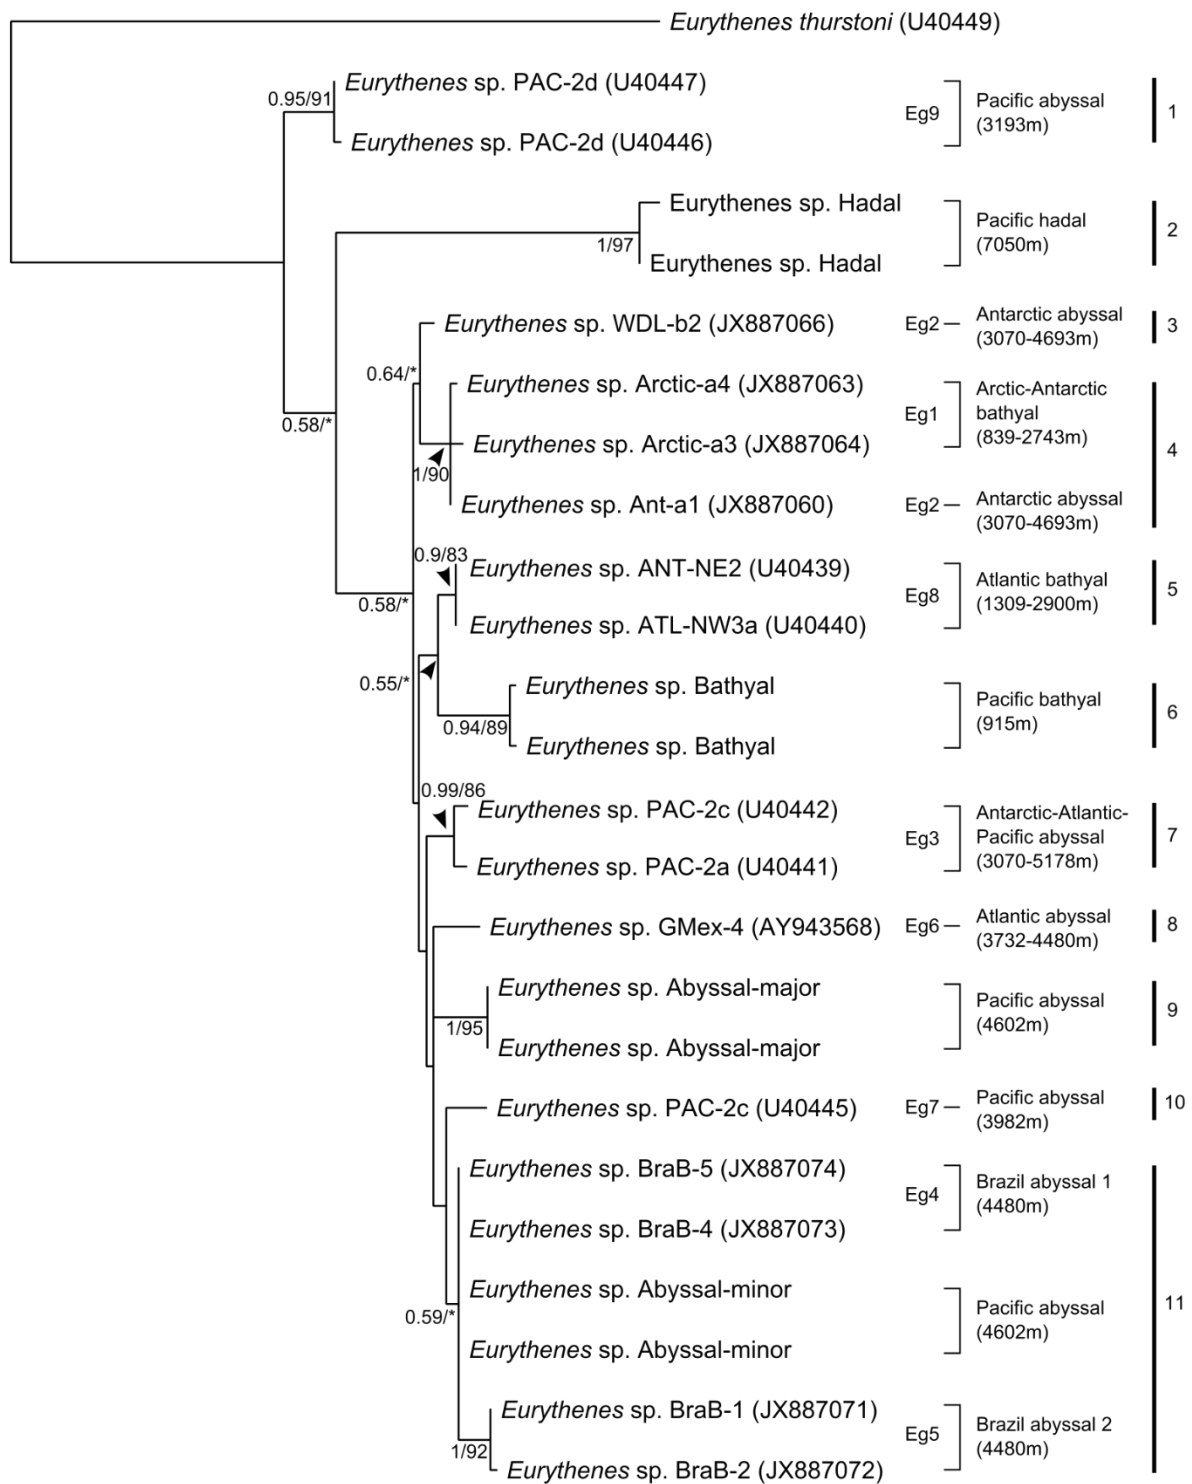 Eurythenes thurstoni (U40449)
Eurythenes sp. PAC-2d (U40447)
0.95/91
Eurythenes sp. PAC-2d (U40446)
Eg9
Pacific abyssal
(3193m)
1
Eurythenes sp. Hadal
1/97
Eurythenes sp. Hadal
Pacific hadal
(7050m)
2
Eurythenes sp. WDL-b2 (JX887066)
Eg2
Antarctic abyssal
(3070-4693m)
3
0.64/*
0.58/*
Eurythenes sp. Arctic-a4 (JX887063)
Eurythenes sp. Arctic-a3 (JX887064)
Eg1
Arctic-Antarctic
bathyal
(839-2743m)
4
1/90
Eurythenes sp. Ant-a1 (JX887060)
Eg2
Antarctic abyssal
(3070-4693m)
0.9/83
Eurythenes sp. ANT-NE2 (U40439)
Eurythenes sp. ATL-NW3a (U40440)
Eg8
Atlantic bathyal
(1309-2900m)
5
0.58/*
0.55/*
Eurythenes sp. Bathyal
0.94/89
Eurythenes sp. Bathyal
Pacific bathyal
(915m)
6
0.99/86
Eurythenes sp. PAC-2c (U40442)
Eurythenes sp. PAC-2a (U40441)
Eg3
Antarctic-Atlantic-
Pacific abyssal
(3070-5178m)
7
Eurythenes sp. GMex-4 (AY943568)
Eg6
Atlantic abyssal
(3732-4480m)
8
Eurythenes sp. Abyssal-major
1/95
Eurythenes sp. Abyssal-major
Pacific abyssal
(4602m)
9
Eurythenes sp. PAC-2c (U40445)
Eg7
Pacific abyssal
(3982m)
10
Eurythenes sp. BraB-5 (JX887074)
Eurythenes sp. BraB-4 (JX887073)
Eg4
Brazil abyssal 1
(4480m)
Eurythenes sp. Abyssal-minor
0.59/*
Eurythenes sp. Abyssal-minor
Pacific abyssal
(4602m)
11
Eurythenes sp. BraB-1 (JX887071)
1/92
Eurythenes sp. BraB-2 (JX887072)
Eg5
Brazil abyssal 2
(4480m)